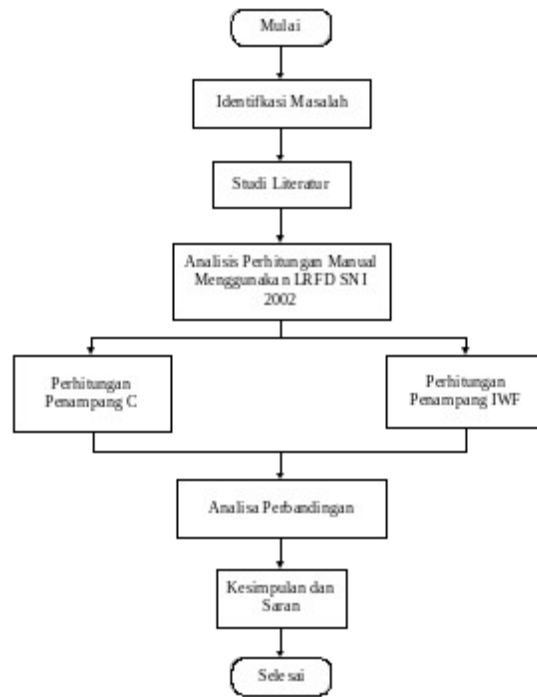 Mulai
Identifkasi Masalah
Studi Literatur
Analisis Perhitungan Manual
Menggunakan LRFD SNI
2002
Perhitungan
Penampang C
Perhitungan
Penampang IWF
Analisa Perbandingan
Kesimpulan dan
Saran
Selesai